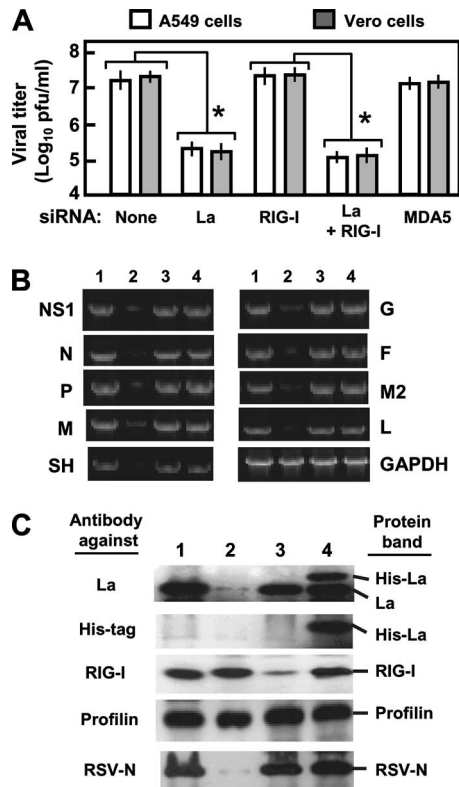 A
A549 cells
Vero cells
Viral titer
(Log10 pfu/ml)
8
7
6
5
4
*
*
siRNA:
None
La
RIG-I
La
+ RIG-I
MDA5
B
1 2 3 4
1 2 3 4
NS1
G
N
F
P
M2
M
L
SH
GAPDH
C
Antibody
against
1 2 3 4
Protein
band
La
His-La
La
His-tag
His-La
RIG-I
RIG-I
Profilin
Profilin
RSV-N
RSV-N